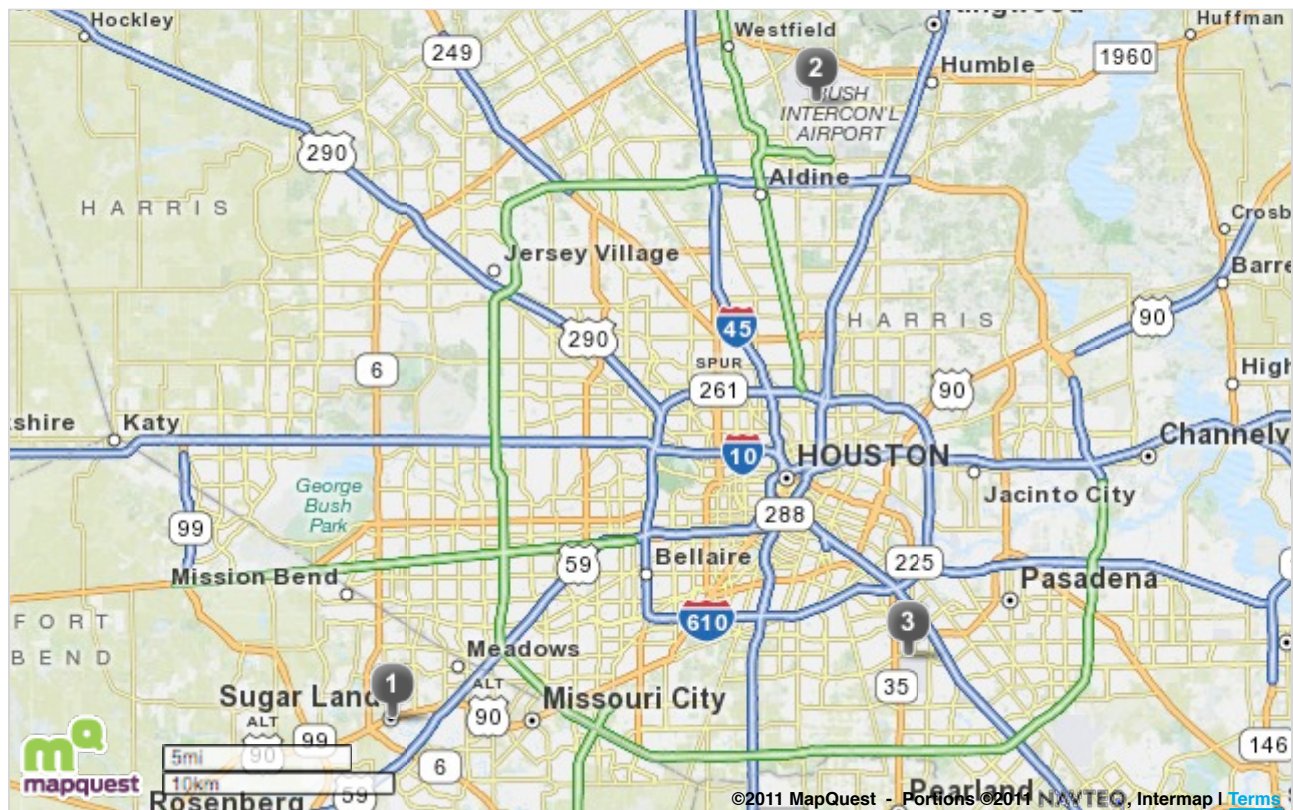 Hockley
249
Westfield
2
Humble
1960
Huffman
BUSH
INTERCON'L
AIRPORT
290
Aldine
HARRIS
Crosb
Jersey Village
Barre
45
HARRIS
90
290
SPUR
261
6
90
High
kshire
Katy
10
HOUSTON
Channelv
George
Bush
Park
Jacinto City
99
288
59
Bellaire
225
Mission Bend
Pasadena
610
3
FORT
BEND
Meadows
Sugar Land
1
ALT
90
Missouri City
35
ALT
90
99
146
mapquest
5mi
10km
6
59
Rosenberg
Pearland
©2011 MapQuest - Portions ©2011 NAVTEQ, Intermap | Terms